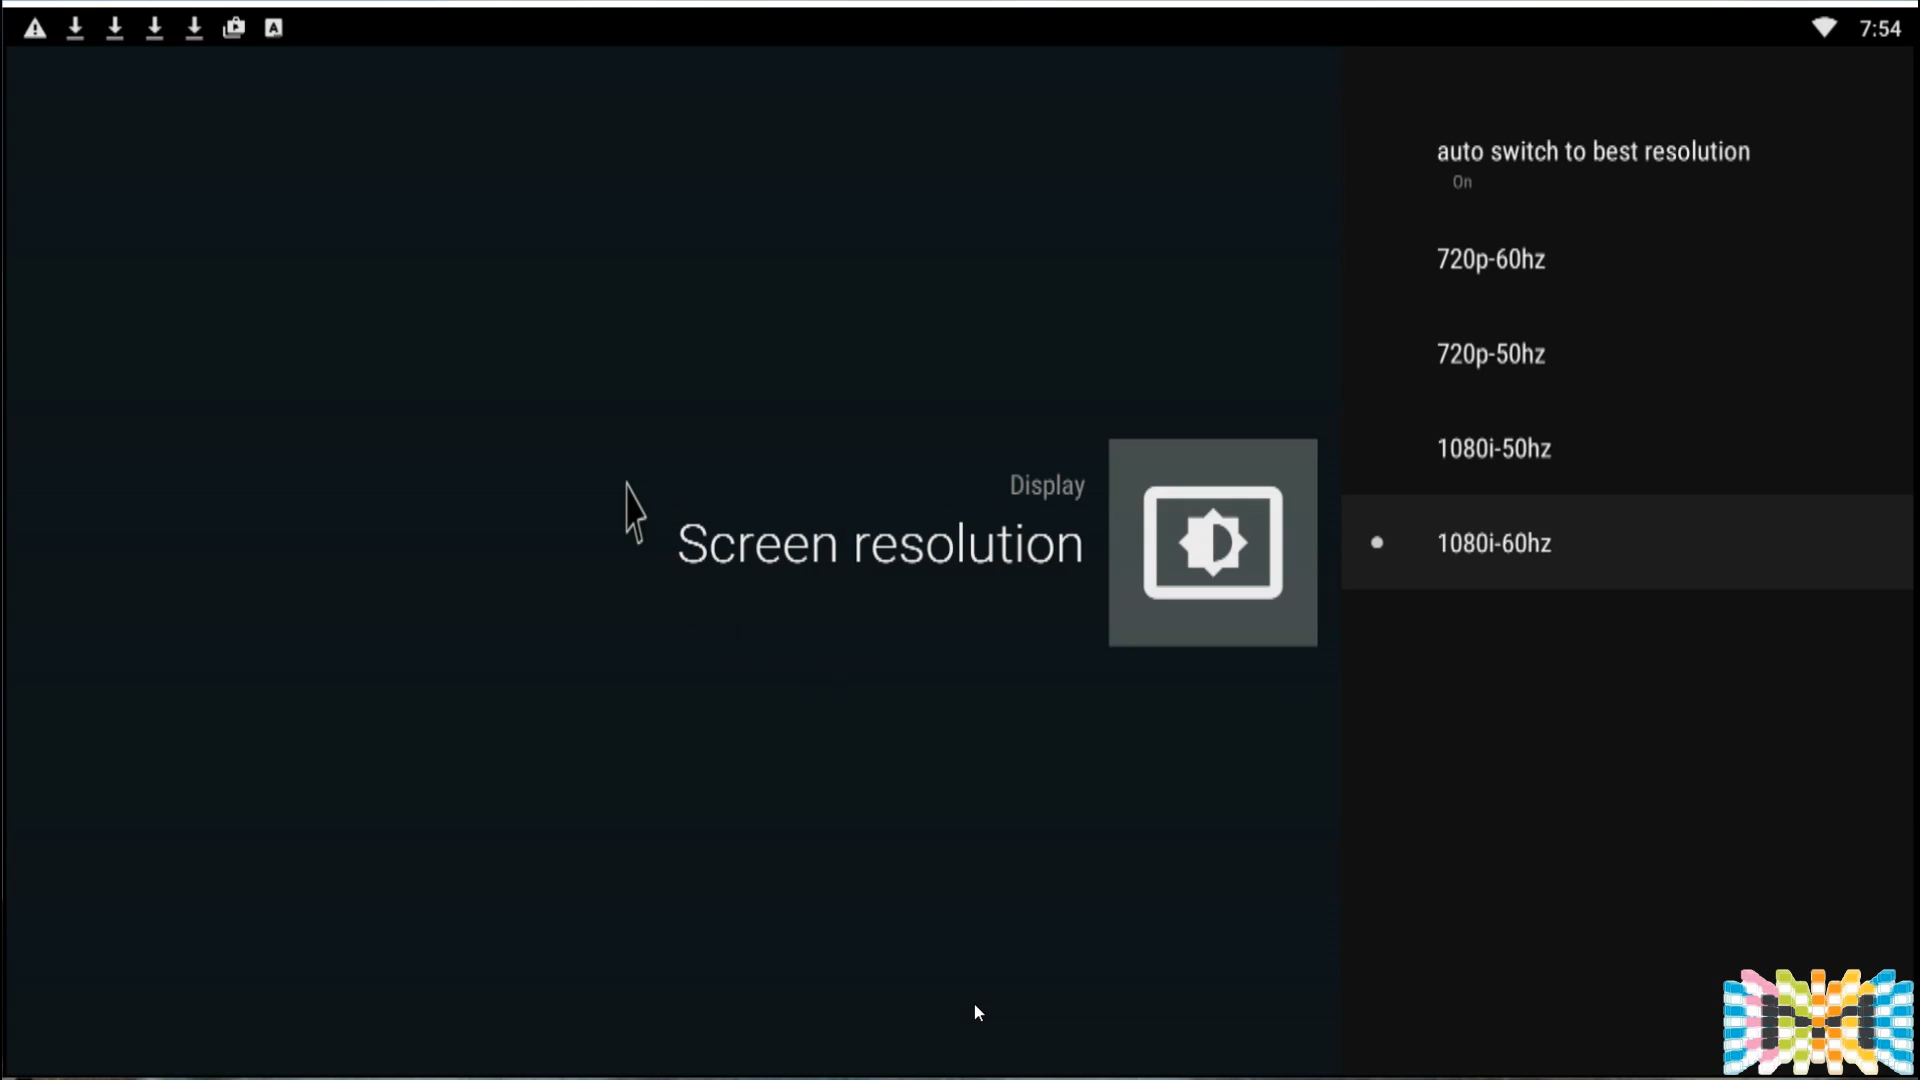 7:54
auto switch to best resolution
On
720p-60hz
720p-50hz
1080i-50hz
Display
Screen resolution
1080i-60hz